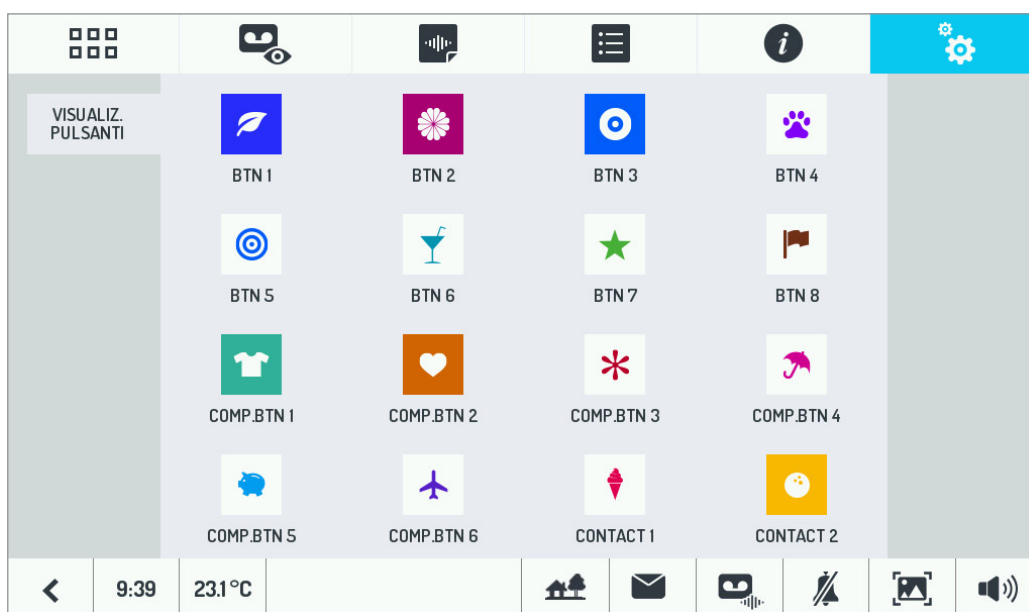 VISUALIZ.
PULSANTI
BTN 1
BTN 2
BTN 3
BTN 4
BTN 5
BTN 6
BTN 7
BTN 8
COMP.BTN 1
COMP.BTN 2
COMP.BTN 3
COMP.BTN 4
COMP.BTN 5
COMP.BTN 6
CONTACT 1
CONTACT 2
9:39
23.1°C